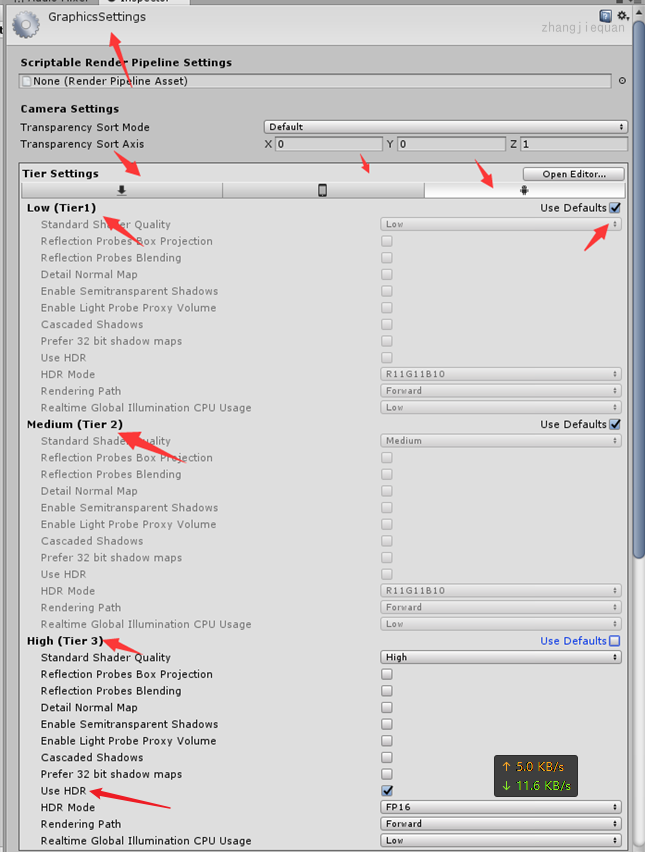 Inspector
GraphicsSettings
zhangjiequan
Scriptable Render Pipeline Settings
None (Render Pipeline Asset)
Camera Settings
Transparency Sort Mode Default
Transparency Sort Axis X 0 Y 0 Z 1
Tier Settings Open Editor...
Low (Tier1) Use Defaults
Standard Shader Quality Low
Reflection Probes Box Projection
Reflection Probes Blending
Detail Normal Map
Enable Semitransparent Shadows
Enable Light Probe Proxy Volume
Cascaded Shadows
Prefer 32 bit shadow maps
Use HDR
HDR Mode R11G11B10
Rendering Path Forward
Realtime Global Illumination CPU Usage Low
Medium (Tier 2) Use Defaults
Standard Shader Quality Medium
Reflection Probes Box Projection
Reflection Probes Blending
Detail Normal Map
Enable Semitransparent Shadows
Enable Light Probe Proxy Volume
Cascaded Shadows
Prefer 32 bit shadow maps
Use HDR
HDR Mode R11G11B10
Rendering Path Forward
Realtime Global Illumination CPU Usage Low
High (Tier 3) Use Defaults
Standard Shader Quality High
Reflection Probes Box Projection
Reflection Probes Blending
Detail Normal Map
Enable Semitransparent Shadows
Enable Light Probe Proxy Volume
Cascaded Shadows
Prefer 32 bit shadow maps
↑ 5.0 KB/s
↓ 11.6 KB/s
Use HDR
HDR Mode FP16
Rendering Path Forward
Realtime Global Illumination CPU Usage Low